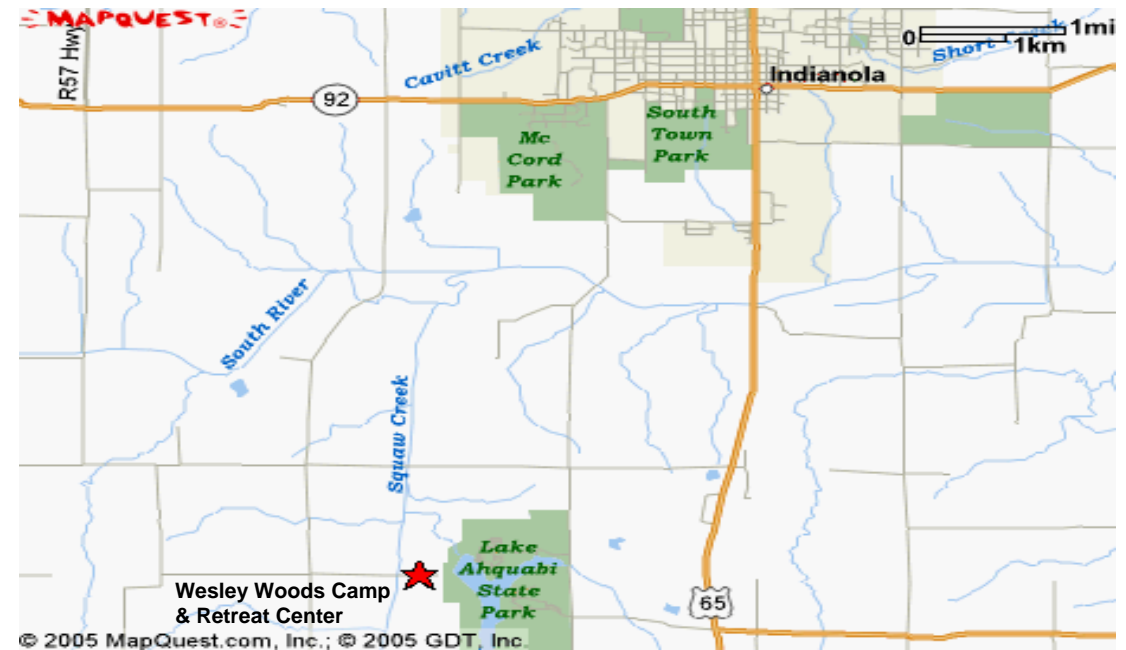 MAPQUEST®
0 1mi
1km
Short Creek
R57 Hwy
Cavitt Creek
Indianola
92
South
Town
Park
Mc
Cord
Park
South River
Squaw Creek
Lake
Ahquabi
State
Park
Wesley Woods Camp
& Retreat Center
65
© 2005 MapQuest.com, Inc.; © 2005 GDT, Inc.